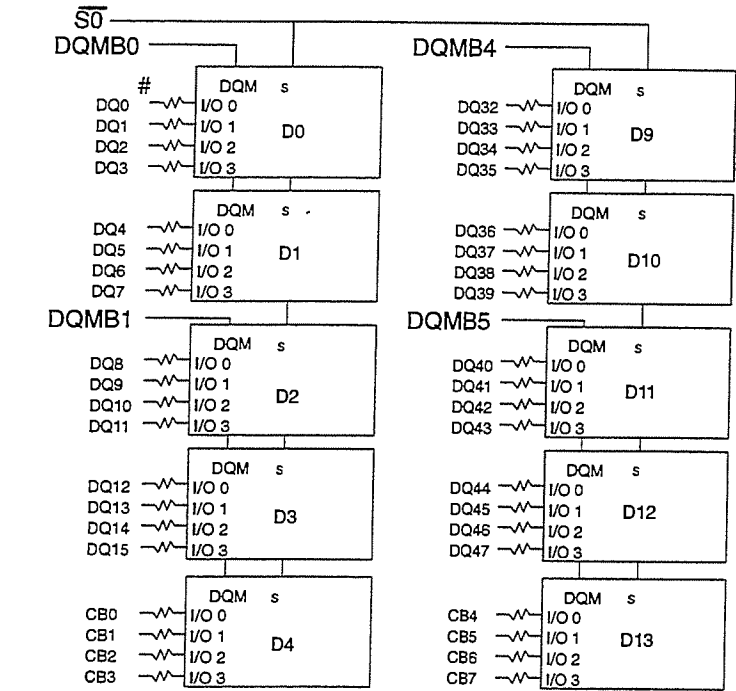 S0
DQMB0
DQMB4
#
DQM s
DQ0 I/O 0
DQ1 I/O 1
DQ2 I/O 2
DQ3 I/O 3
D0
DQM s
DQ4 I/O 0
DQ5 I/O 1
DQ6 I/O 2
DQ7 I/O 3
D1
DQMB1
DQM s
DQ8 I/O 0
DQ9 I/O 1
DQ10 I/O 2
DQ11 I/O 3
D2
DQM s
DQ12 I/O 0
DQ13 I/O 1
DQ14 I/O 2
DQ15 I/O 3
D3
DQM s
CB0 I/O 0
CB1 I/O 1
CB2 I/O 2
CB3 I/O 3
D4
DQM s
DQ32 I/O 0
DQ33 I/O 1
DQ34 I/O 2
DQ35 I/O 3
D9
DQM s
DQ36 I/O 0
DQ37 I/O 1
DQ38 I/O 2
DQ39 I/O 3
D10
DQMB5
DQM s
DQ40 I/O 0
DQ41 I/O 1
DQ42 I/O 2
DQ43 I/O 3
D11
DQM s
DQ44 I/O 0
DQ45 I/O 1
DQ46 I/O 2
DQ47 I/O 3
D12
DQM s
CB4 I/O 0
CB5 I/O 1
CB6 I/O 2
CB7 I/O 3
D13